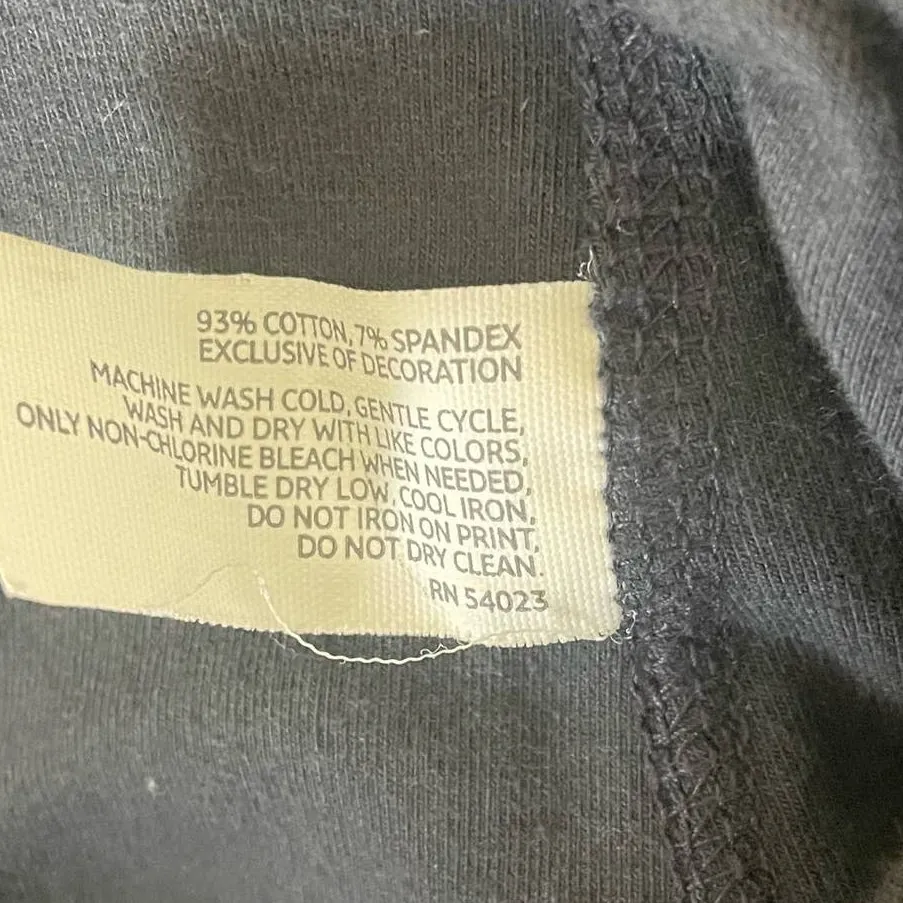 93% COTTON, 7% SPANDEX
EXCLUSIVE OF DECORATION
MACHINE WASH COLD, GENTLE CYCLE,
WASH AND DRY WITH LIKE COLORS,
ONLY NON-CHLORINE BLEACH WHEN NEEDED,
TUMBLE DRY LOW, COOL IRON,
DO NOT IRON ON PRINT,
DO NOT DRY CLEAN.
RN 54023